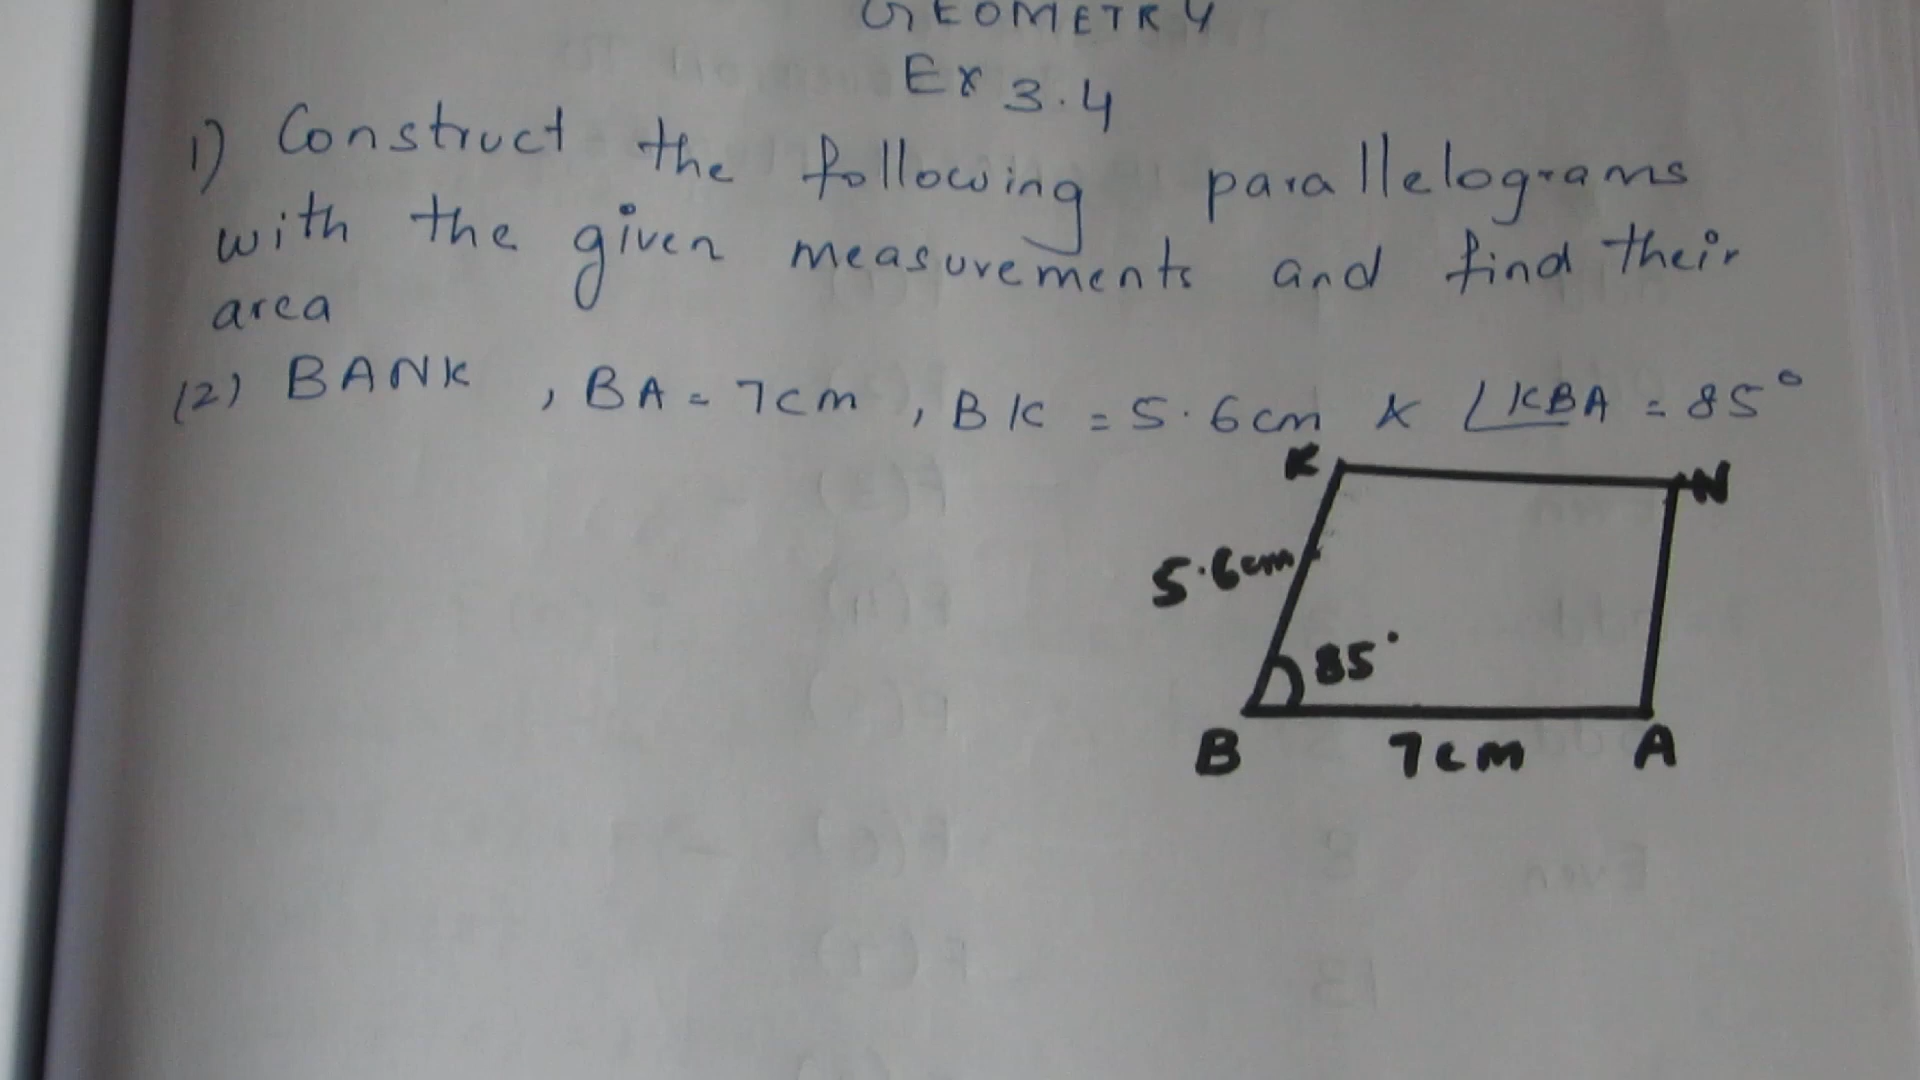 GEOMETRY
Ex 3.4
1) Construct the following parallelograms
with the given measurements and find their
area
(2) BANK, BA = 7cm, BK = 5.6cm & ∠KBA = 85°
K N
5.6cm
85°
B 7cm A